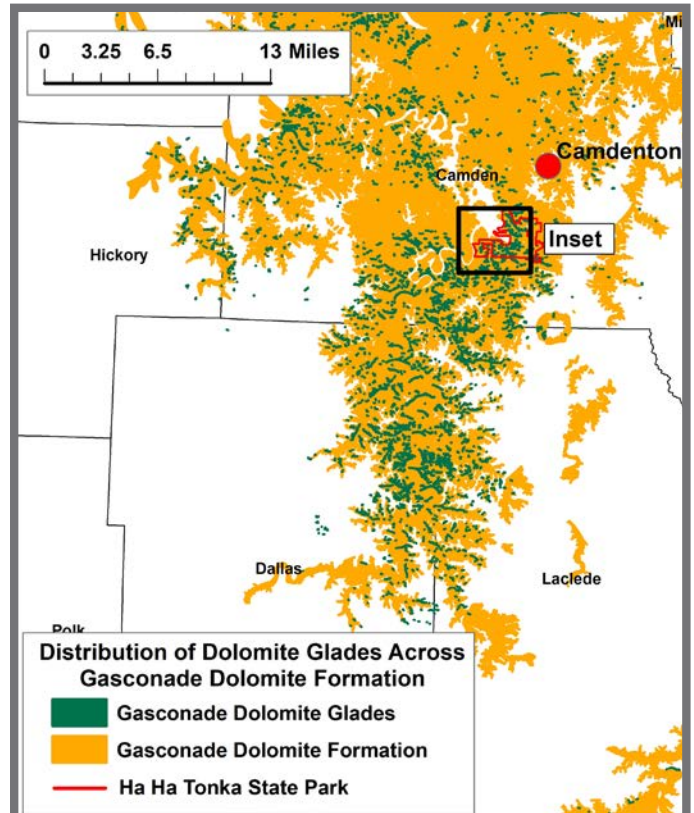 0 3.25 6.5 13 Miles
Mi
Camdenton
Camden
Inset
Hickory
Dallas
Laclede
Polk
Distribution of Dolomite Glades Across
Gasconade Dolomite Formation
Gasconade Dolomite Glades
Gasconade Dolomite Formation
Ha Ha Tonka State Park